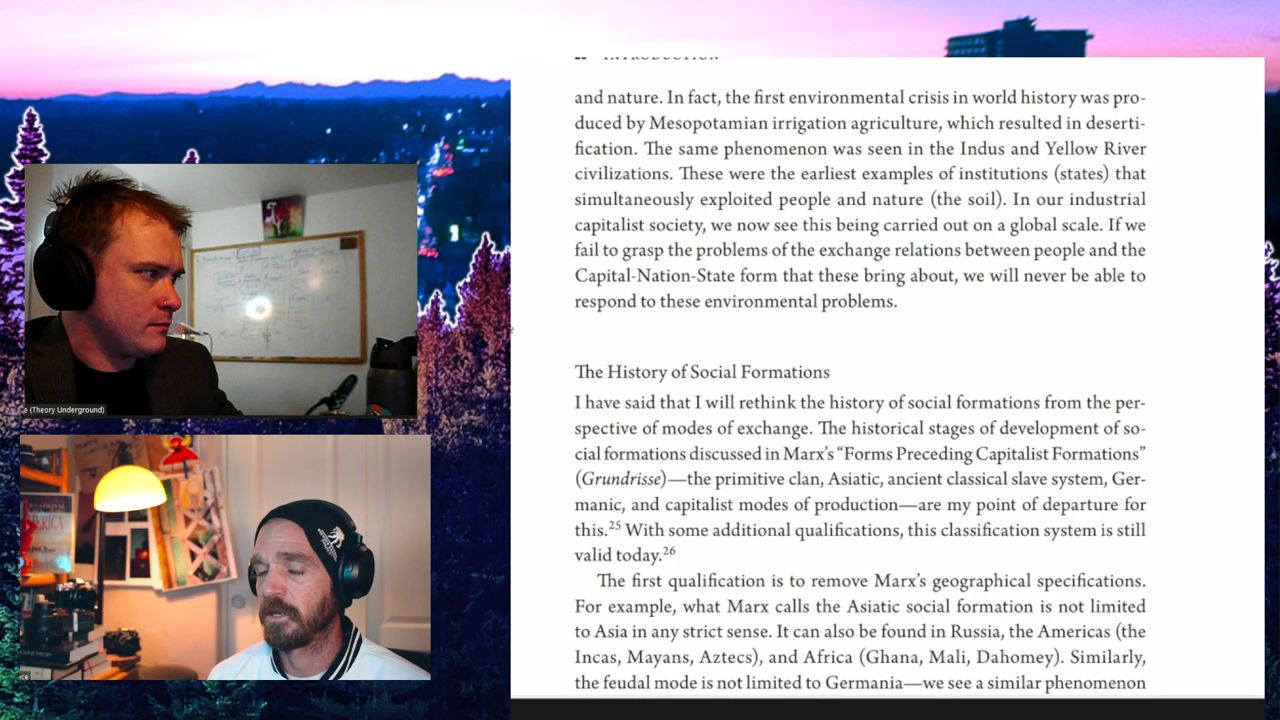 INTRODUCTION
and nature. In fact, the first environmental crisis in world history was pro-
duced by Mesopotamian irrigation agriculture, which resulted in deserti-
fication. The same phenomenon was seen in the Indus and Yellow River
civilizations. These were the earliest examples of institutions (states) that
simultaneously exploited people and nature (the soil). In our industrial
capitalist society, we now see this being carried out on a global scale. If we
fail to grasp the problems of the exchange relations between people and the
Capital-Nation-State form that these bring about, we will never be able to
respond to these environmental problems.
The History of Social Formations
I have said that I will rethink the history of social formations from the per-
spective of modes of exchange. The historical stages of development of so-
cial formations discussed in Marx’s “Forms Preceding Capitalist Formations”
(Grundrisse)—the primitive clan, Asiatic, ancient classical slave system, Ger-
manic, and capitalist modes of production—are my point of departure for
this.25 With some additional qualifications, this classification system is still
valid today.26
The first qualification is to remove Marx’s geographical specifications.
For example, what Marx calls the Asiatic social formation is not limited
to Asia in any strict sense. It can also be found in Russia, the Americas (the
Incas, Mayans, Aztecs), and Africa (Ghana, Mali, Dahomey). Similarly,
the feudal mode is not limited to Germania—we see a similar phenomenon
(Theory Underground)